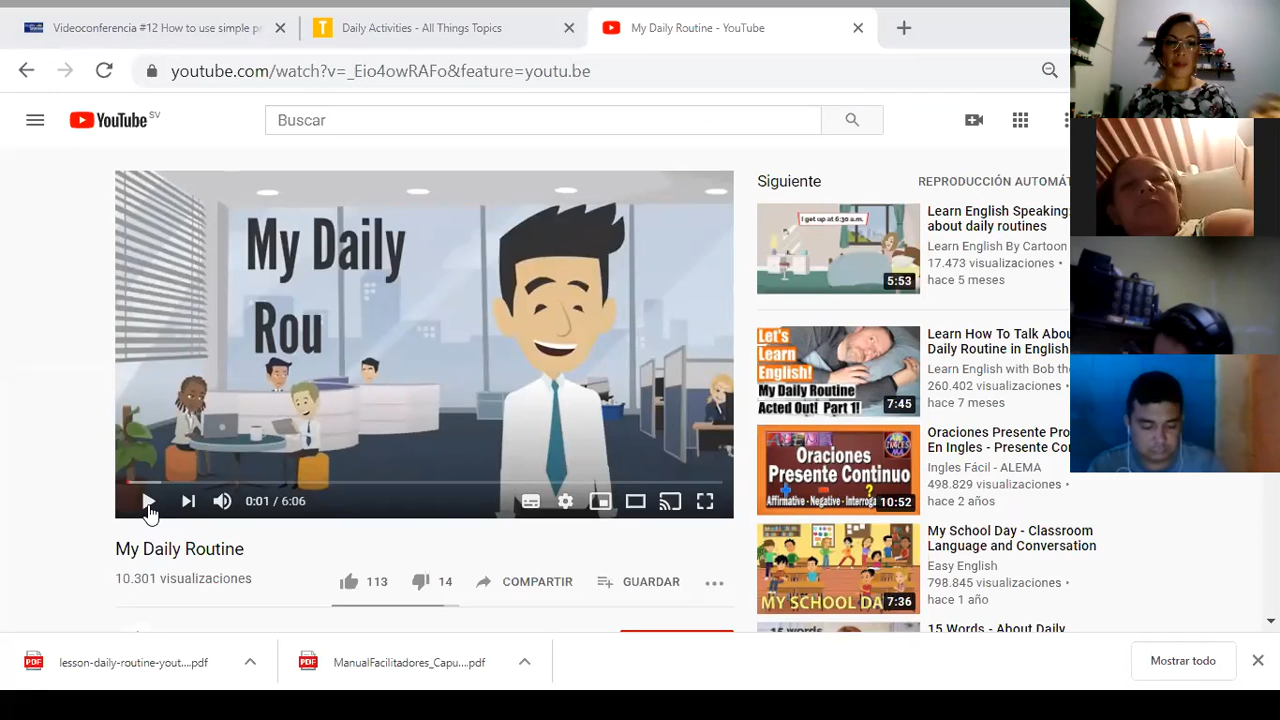 Videoconferencia #12 How to use simple pr
Daily Activities - All Things Topics
My Daily Routine - YouTube
youtube.com/watch?v=_Eio4owRAFo&feature=youtu.be
YouTube SV
Buscar
My Daily
Rou
0:01 / 6:06
My Daily Routine
10.301 visualizaciones
113
14
COMPARTIR
GUARDAR
Siguiente
REPRODUCCIÓN AUTOMÁT
I get up at 6:30 a.m.
5:53
Learn English Speaking:
about daily routines
Learn English By Cartoon
17.473 visualizaciones •
hace 5 meses
Let's
Learn
English!
My Daily Routine
Acted Out! Part 1!
7:45
Learn How To Talk Abou
Daily Routine in English
Learn English with Bob the
260.402 visualizaciones •
hace 7 meses
Oraciones
Presente
Continuo
Affirmative - Negative - Interroga
10:52
Oraciones Presente Pro
En Ingles - Presente Co
Ingles Fácil - ALEMA
498.829 visualizaciones •
hace 2 años
MY SCHOOL DA
7:36
My School Day - Classroom
Language and Conversation
Easy English
798.845 visualizaciones •
hace 1 año
15 Words - About Daily
PDF lesson-daily-routine-yout....pdf
PDF ManualFacilitadores_Capu....pdf
Mostrar todo